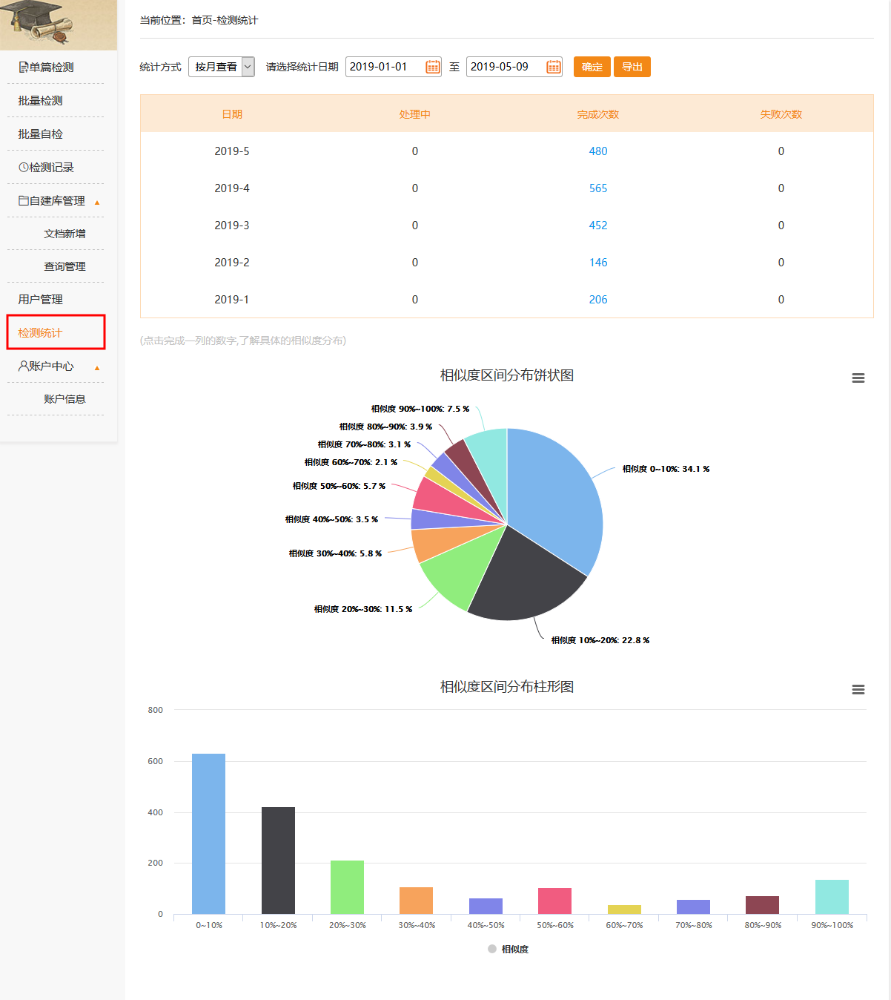 当前位置：首页-检测统计
单篇检测
批量检测
批量自检
检测记录
自建库管理
文档新增
查询管理
用户管理
检测统计
账户中心
账户信息
统计方式 按月查看 请选择统计日期 2019-01-01 至 2019-05-09 确定 导出
日期 处理中 完成次数 失败次数
2019-5 0 480 0
2019-4 0 565 0
2019-3 0 452 0
2019-2 0 146 0
2019-1 0 206 0
(点击完成一列的数字,了解具体的相似度分布)
相似度区间分布饼状图
相似度 90%~100%: 7.5 %
相似度 80%~90%: 3.9 %
相似度 70%~80%: 3.1 %
相似度 60%~70%: 2.1 %
相似度 0~10%: 34.1 %
相似度 50%~60%: 5.7 %
相似度 40%~50%: 3.5 %
相似度 30%~40%: 5.8 %
相似度 20%~30%: 11.5 %
相似度 10%~20%: 22.8 %
相似度区间分布柱形图
800
600
400
200
0
0~10% 10%~20% 20%~30% 30%~40% 40%~50% 50%~60% 60%~70% 70%~80% 80%~90% 90%~100%
相似度